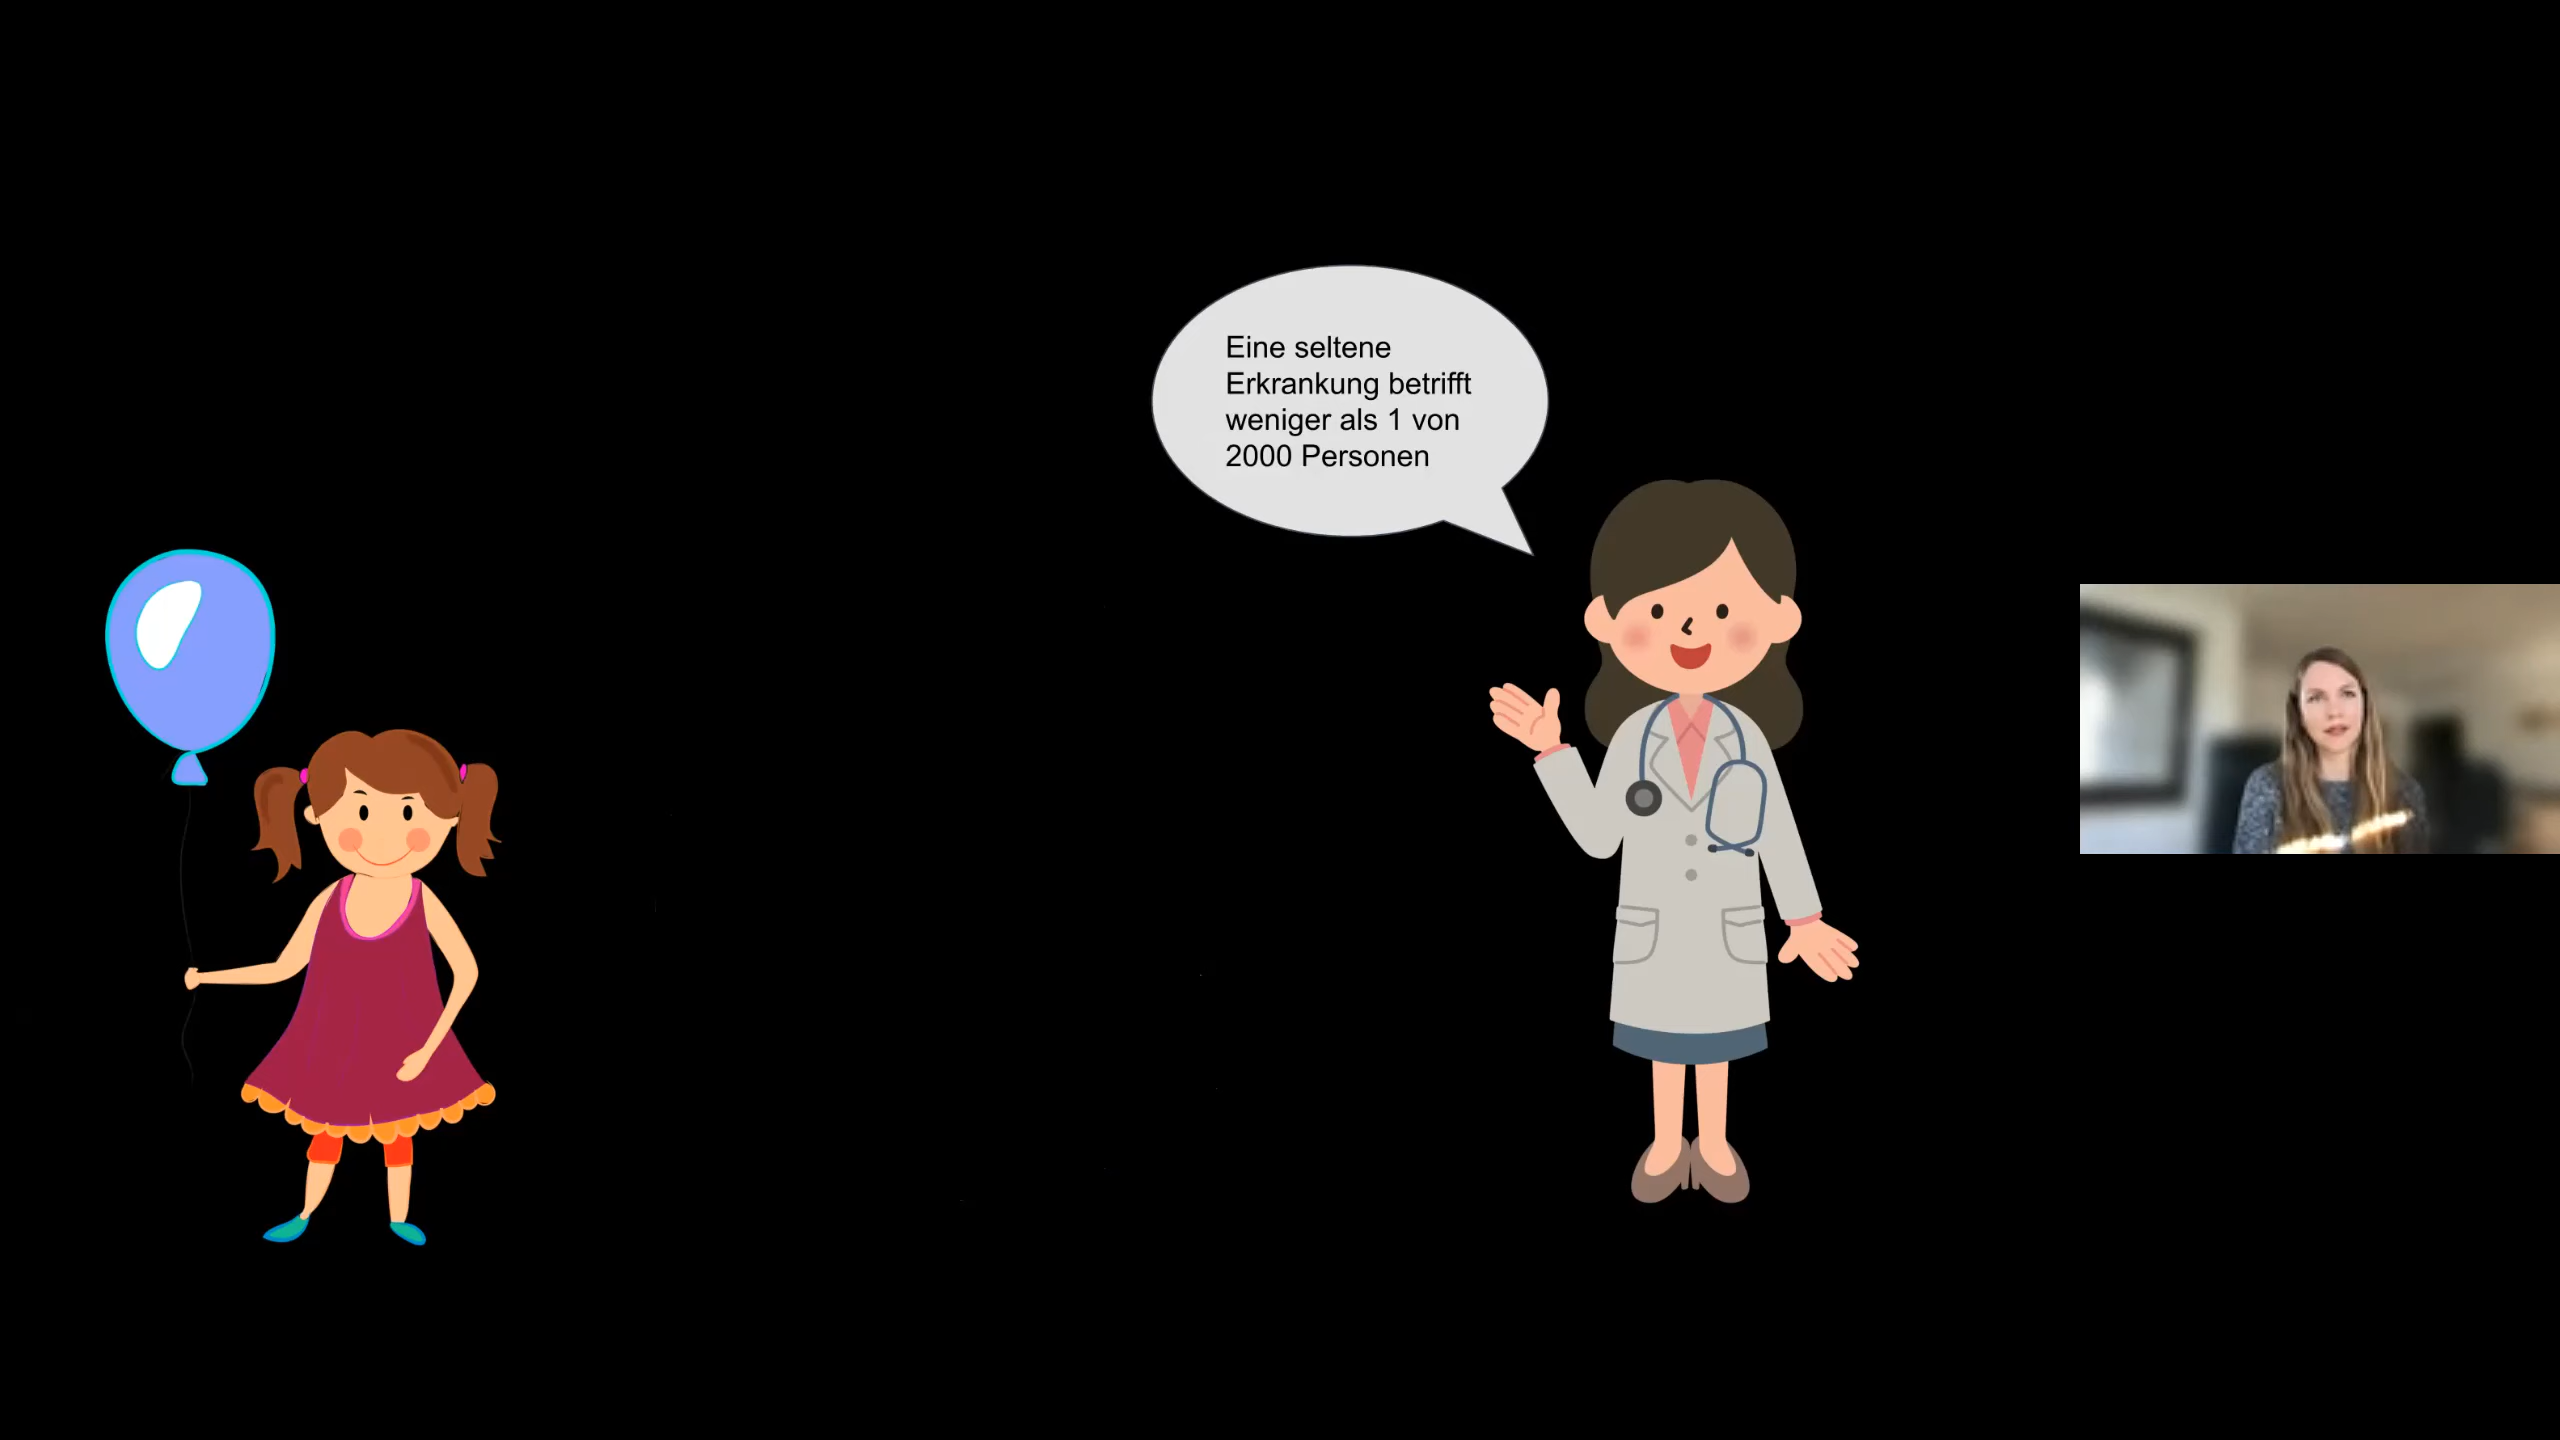 Eine seltene
Erkrankung betrifft
weniger als 1 von
2000 Personen